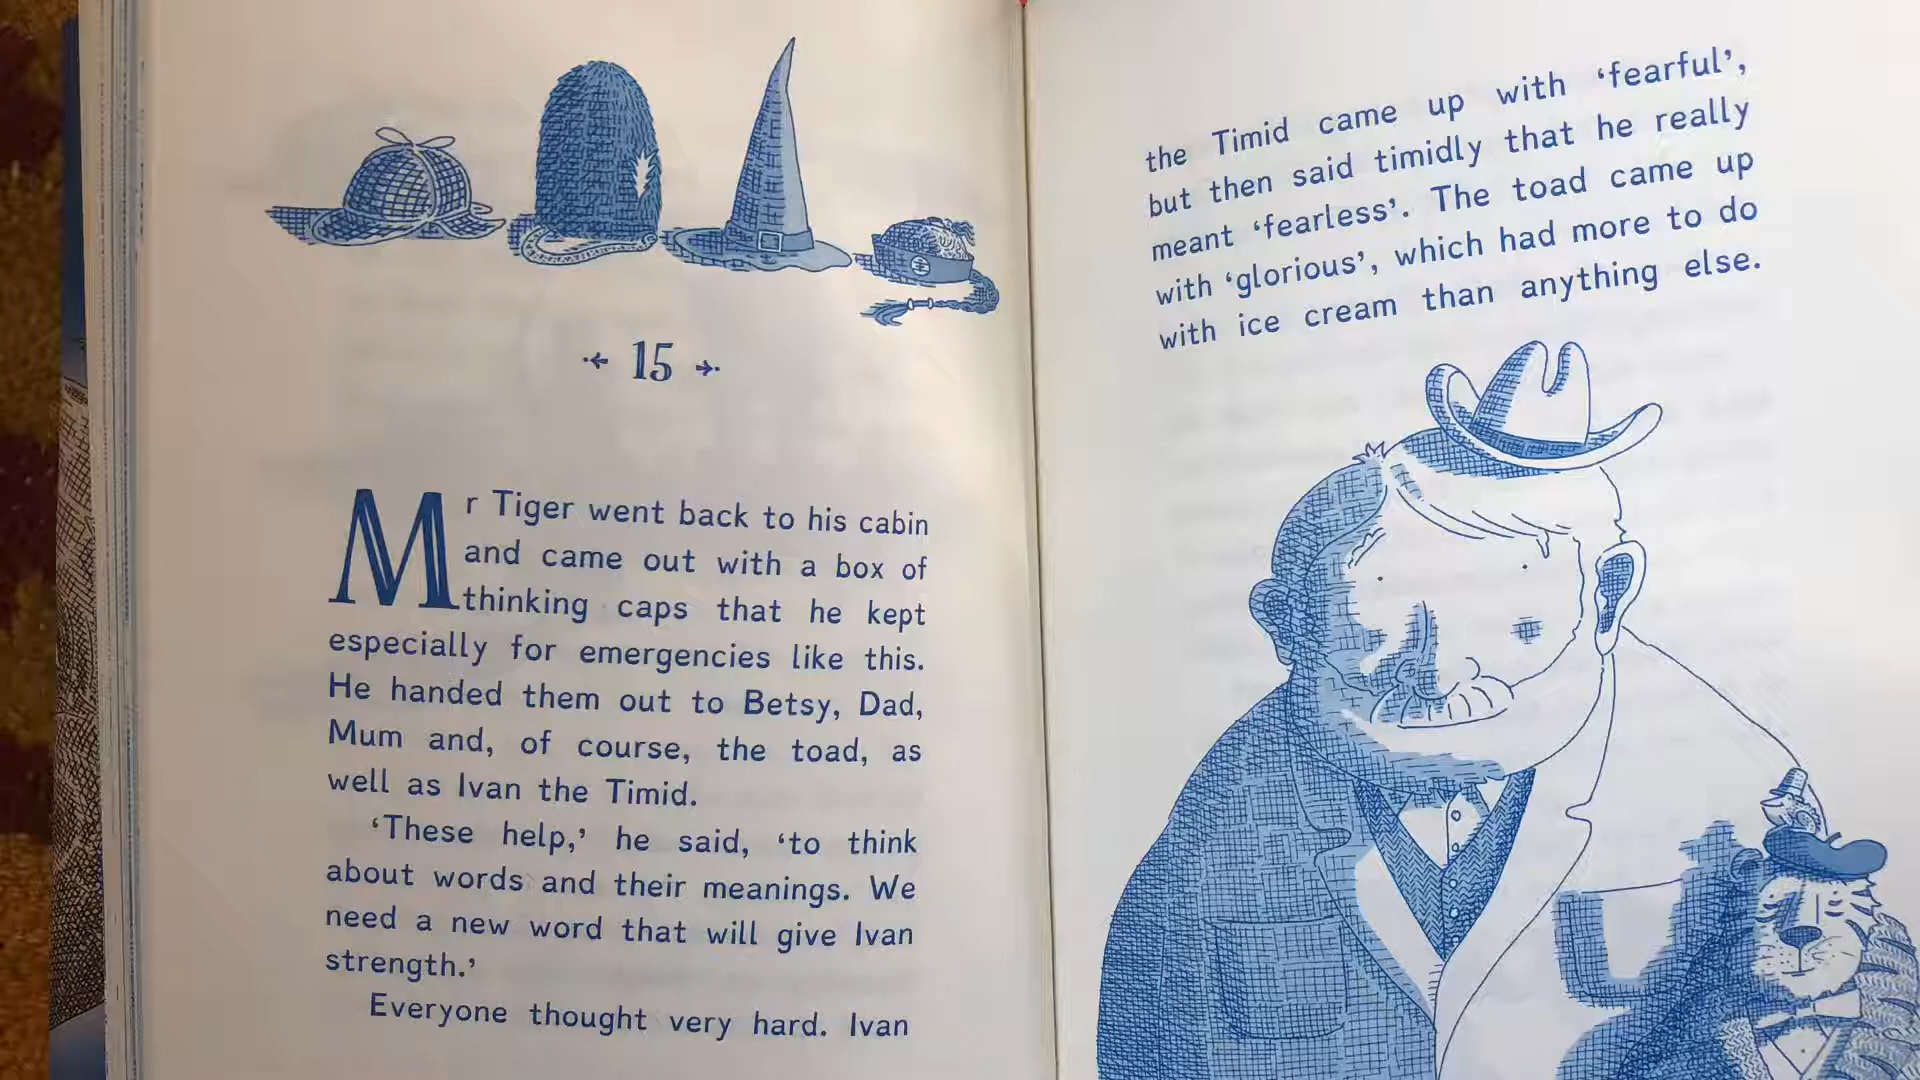 15
Mr Tiger went back to his cabin
and came out with a box of
thinking caps that he kept
especially for emergencies like this.
He handed them out to Betsy, Dad,
Mum and, of course, the toad, as
well as Ivan the Timid.
‘These help,’ he said, ‘to think
about words and their meanings. We
need a new word that will give Ivan
strength.’
Everyone thought very hard. Ivan
the Timid came up with ‘fearful’,
but then said timidly that he really
meant ‘fearless’. The toad came up
with ‘glorious’, which had more to do
with ice cream than anything else.